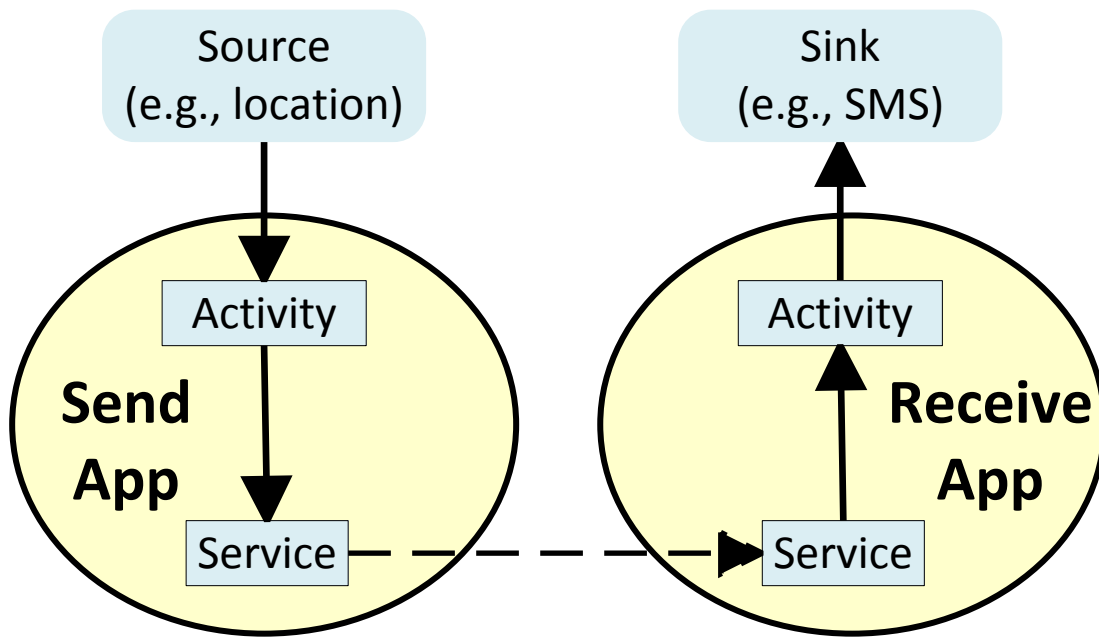 Source
(e.g., location)
Sink
(e.g., SMS)
Activity
Activity
Send
App
Receive
App
Service
Service